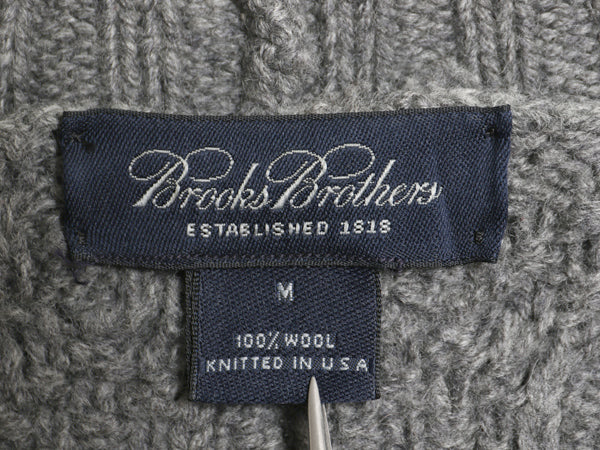 Brooks Brothers
ESTABLISHED 1818
M
100% WOOL
KNITTED IN USA